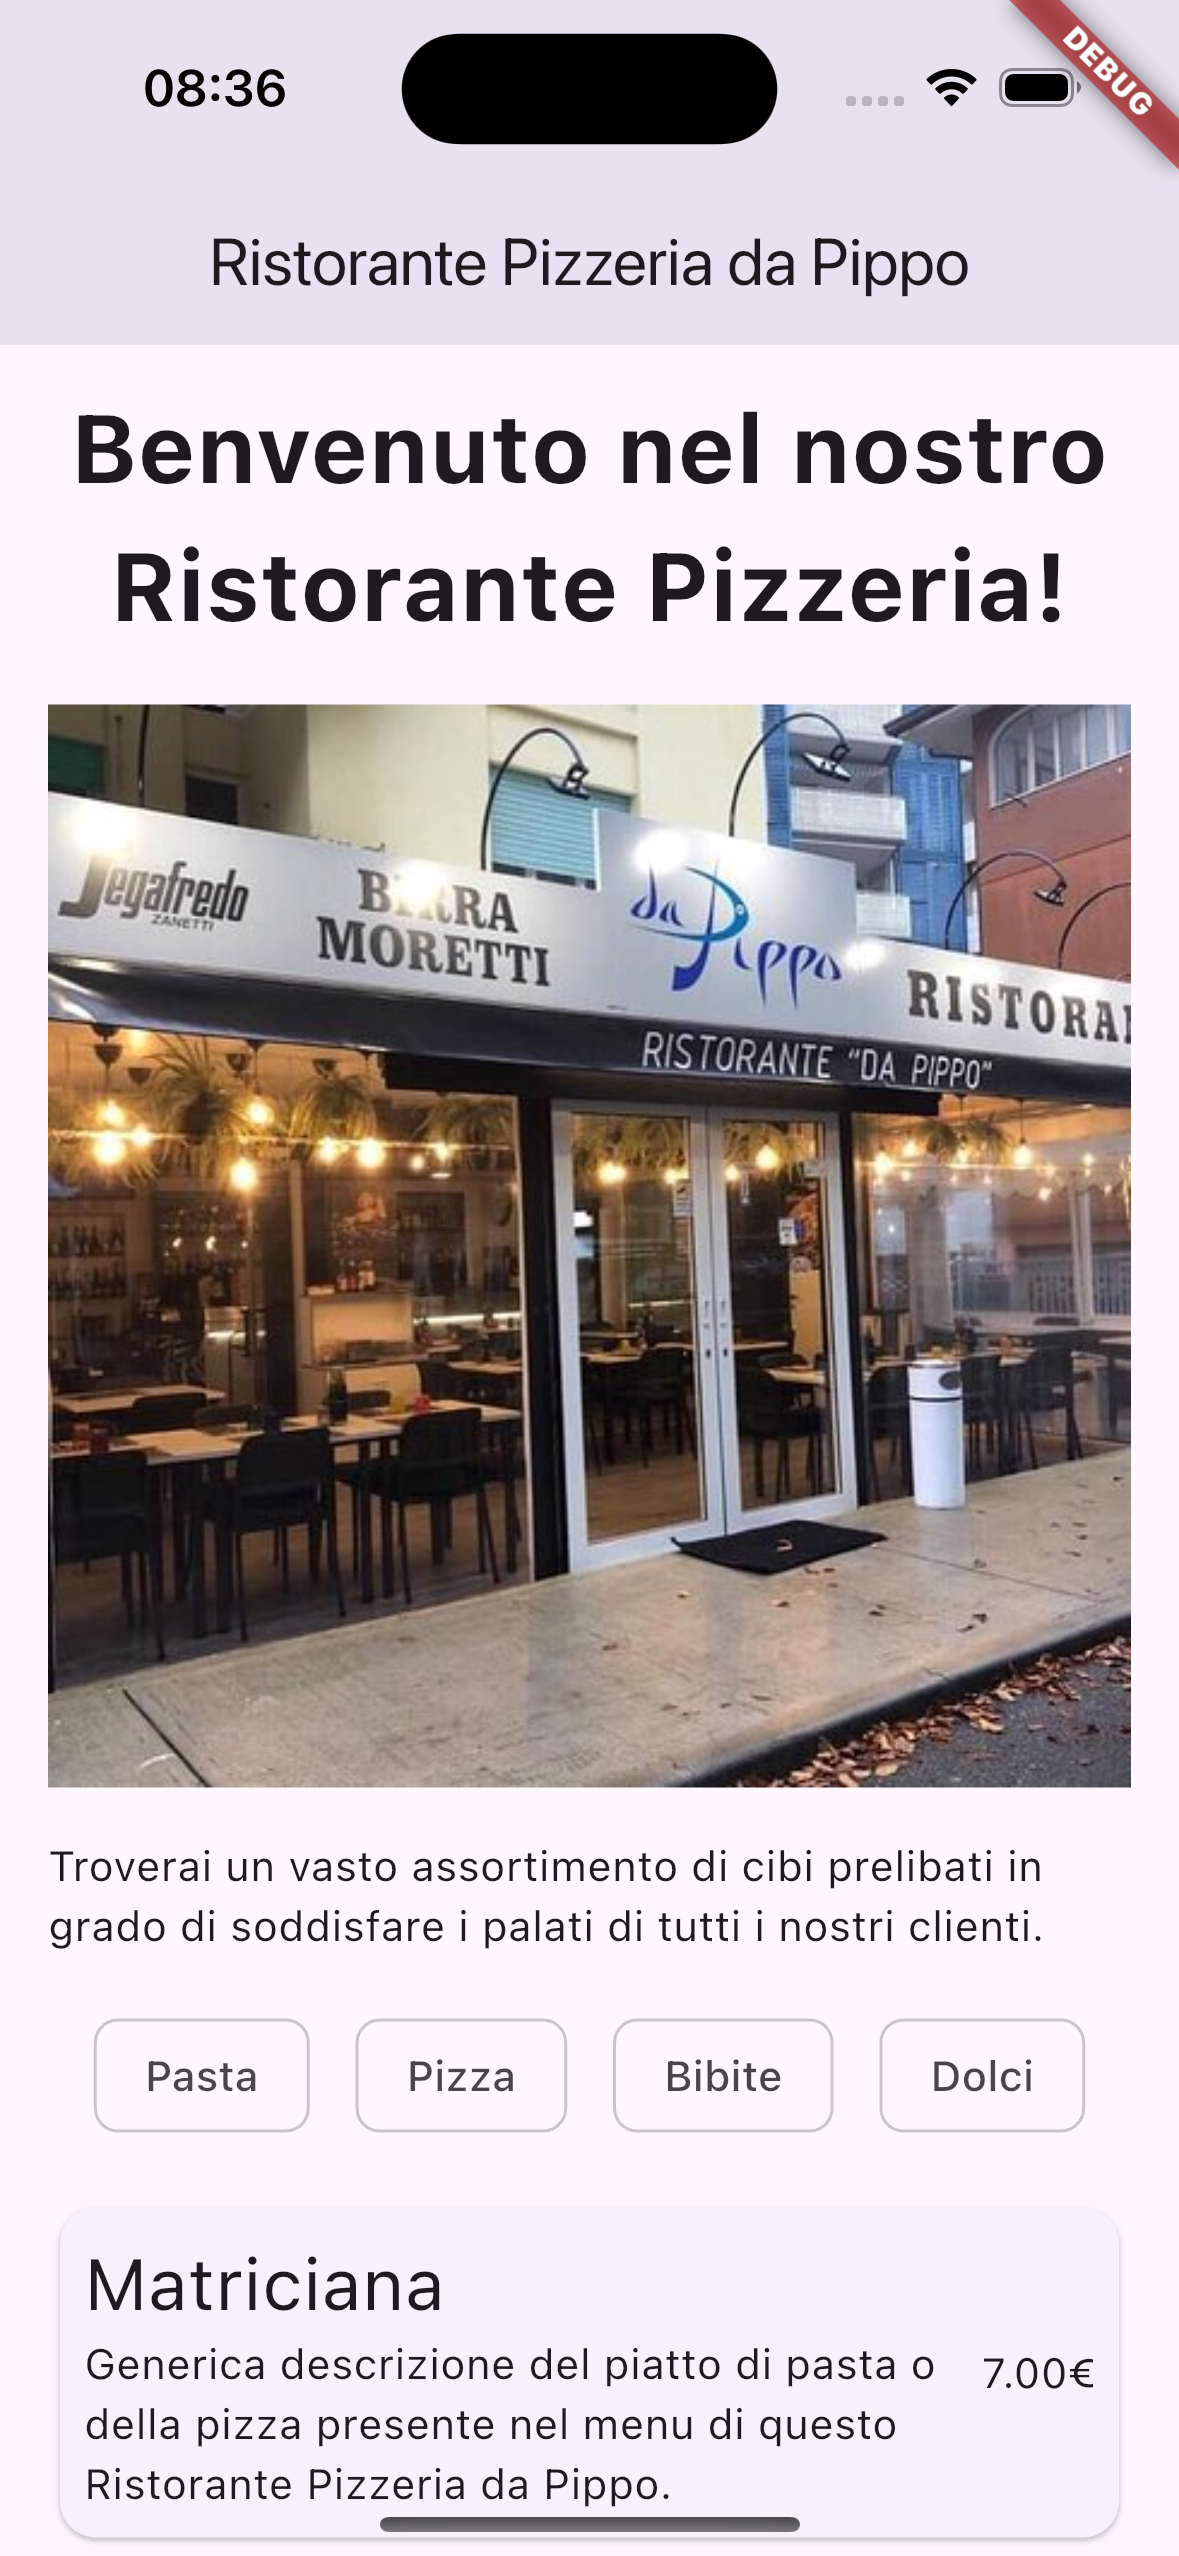 08:36
DEBUG
Ristorante Pizzeria da Pippo
Benvenuto nel nostro
Ristorante Pizzeria!
Segafredo
ZANETTI
BIRRA
MORETTI
da Pippo
RISTORAN
RISTORANTE “DA PIPPO”
Troverai un vasto assortimento di cibi prelibati in
grado di soddisfare i palati di tutti i nostri clienti.
Pasta Pizza Bibite Dolci
Matriciana
Generica descrizione del piatto di pasta o
della pizza presente nel menu di questo
Ristorante Pizzeria da Pippo.
7.00€